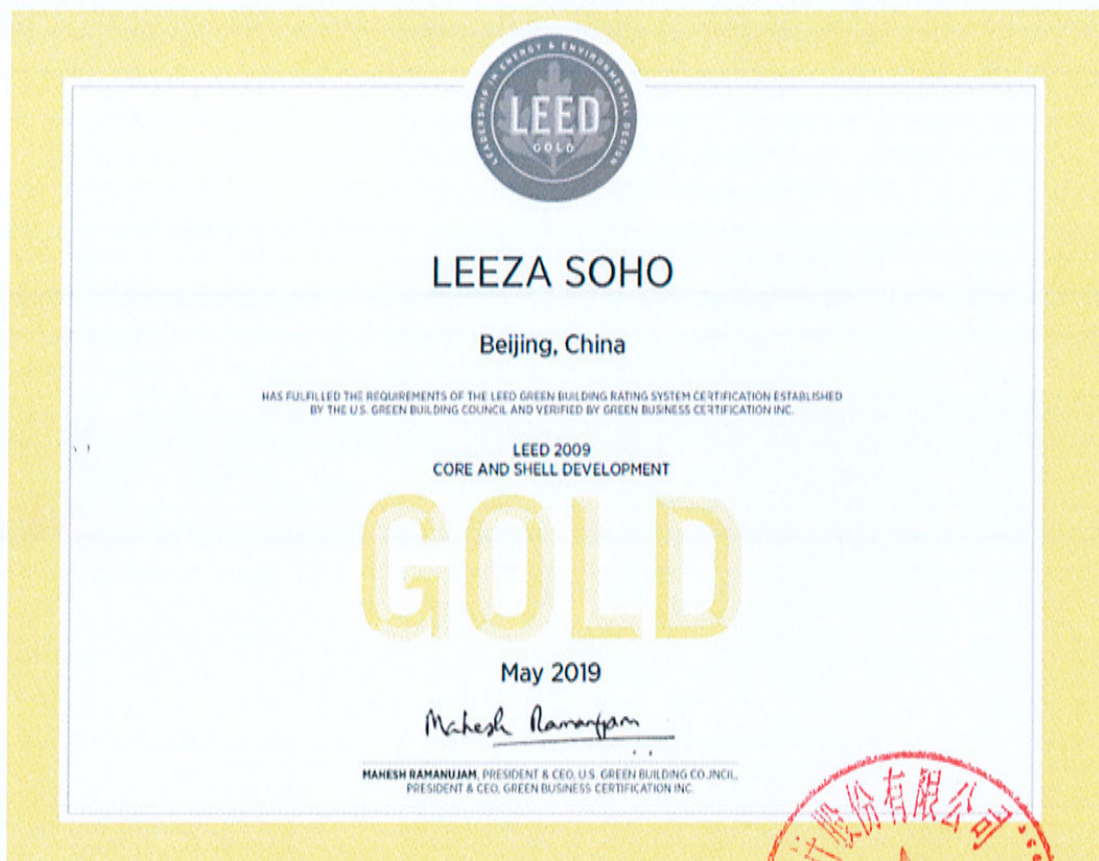 LEADERSHIP IN ENERGY & ENVIRONMENTAL DESIGN
LEED
GOLD
LEEZA SOHO
Beijing, China
HAS FULFILLED THE REQUIREMENTS OF THE LEED GREEN BUILDING RATING SYSTEM CERTIFICATION ESTABLISHED
BY THE U.S. GREEN BUILDING COUNCIL AND VERIFIED BY GREEN BUSINESS CERTIFICATION INC.
LEED 2009
CORE AND SHELL DEVELOPMENT
GOLD
May 2019
Mahesh Ramanujam
MAHESH RAMANUJAM, PRESIDENT & CEO, U.S. GREEN BUILDING COUNCIL,
PRESIDENT & CEO, GREEN BUSINESS CERTIFICATION INC.
股份有限公司